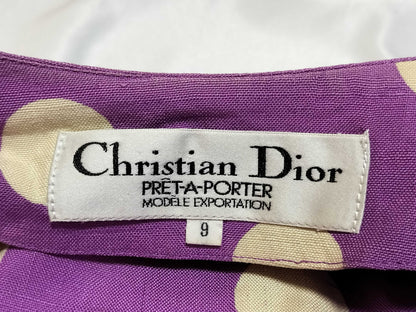 Christian Dior
PRÊT-A-PORTER
MODELE EXPORTATION
9